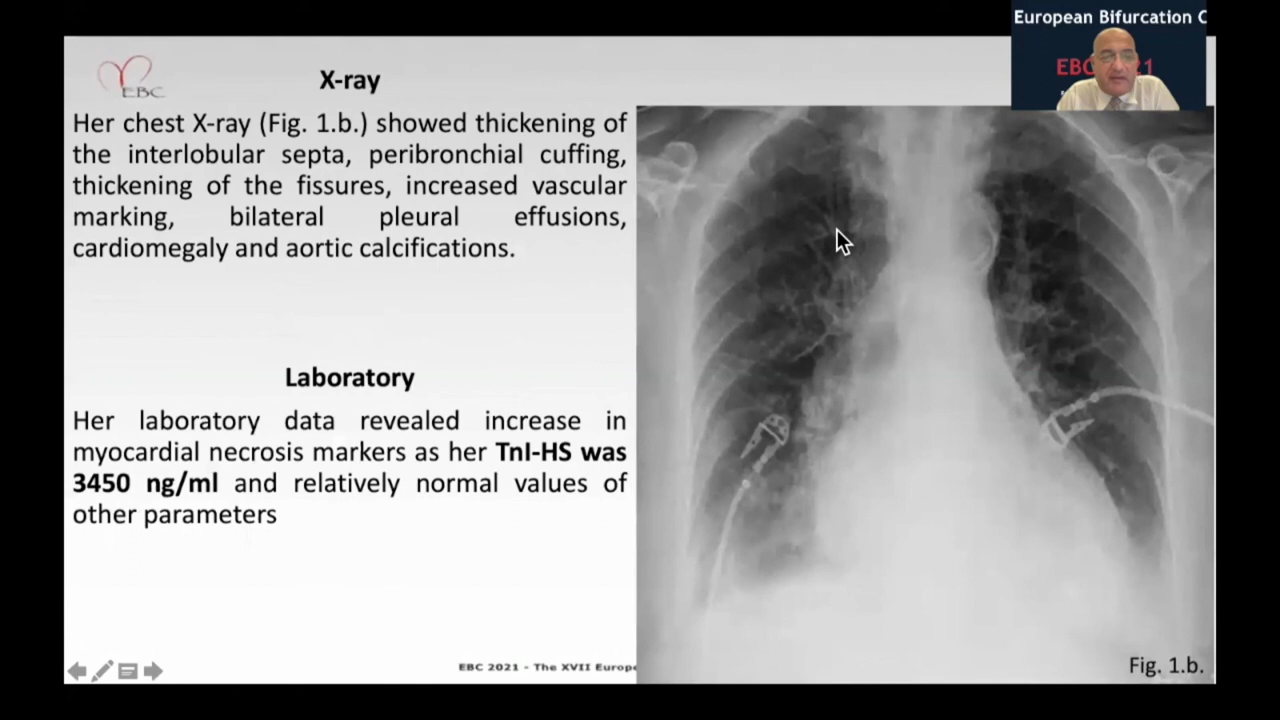 European Bifurcation C
EBC
EBC
X-ray
Her chest X-ray (Fig. 1.b.) showed thickening of
the interlobular septa, peribronchial cuffing,
thickening of the fissures, increased vascular
marking, bilateral pleural effusions,
cardiomegaly and aortic calcifications.
Laboratory
Her laboratory data revealed increase in
myocardial necrosis markers as her TnI-HS was
3450 ng/ml and relatively normal values of
other parameters
EBC 2021 - The XVII Europe
Fig. 1.b.